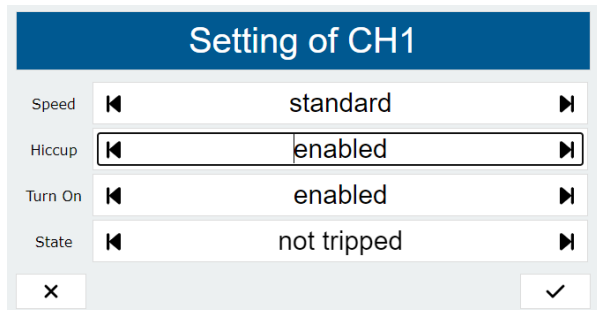 Setting of CH1
Speed standard
Hiccup enabled
Turn On enabled
State not tripped